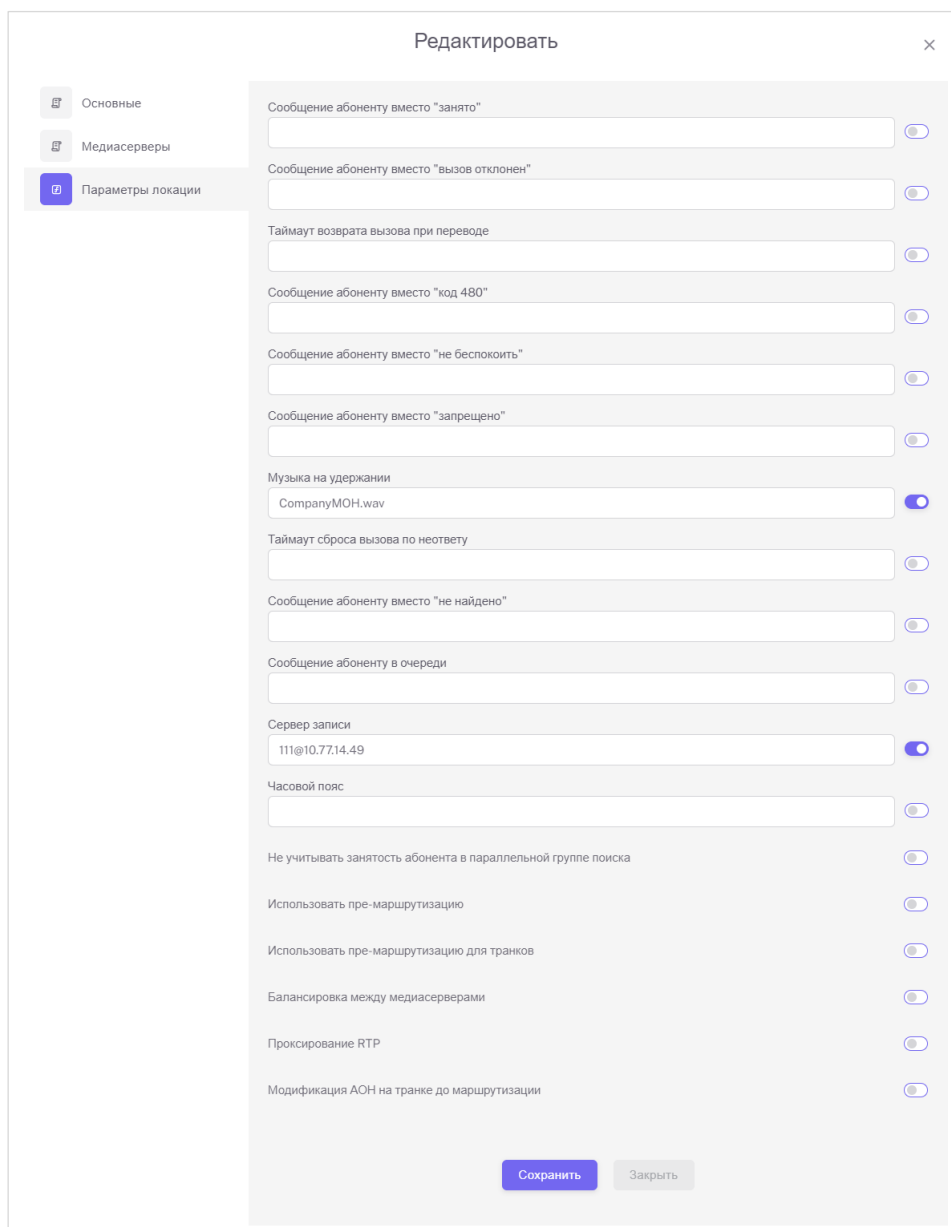 Редактировать
Основные
Медиасерверы
Параметры локации
Сообщение абоненту вместо "занято"
Сообщение абоненту вместо "вызов отклонен"
Таймаут возврата вызова при переводе
Сообщение абоненту вместо "код 480"
Сообщение абоненту вместо "не беспокоить"
Сообщение абоненту вместо "запрещено"
Музыка на удержании
CompanyMOH.wav
Таймаут сброса вызова по неответу
Сообщение абоненту вместо "не найдено"
Сообщение абоненту в очереди
Сервер записи
111@10.77.14.49
Часовой пояс
Не учитывать занятость абонента в параллельной группе поиска
Использовать пре-маршрутизацию
Использовать пре-маршрутизацию для транков
Балансировка между медиасерверами
Проксирование RTP
Модификация АОН на транке до маршрутизации
Сохранить
Закрыть